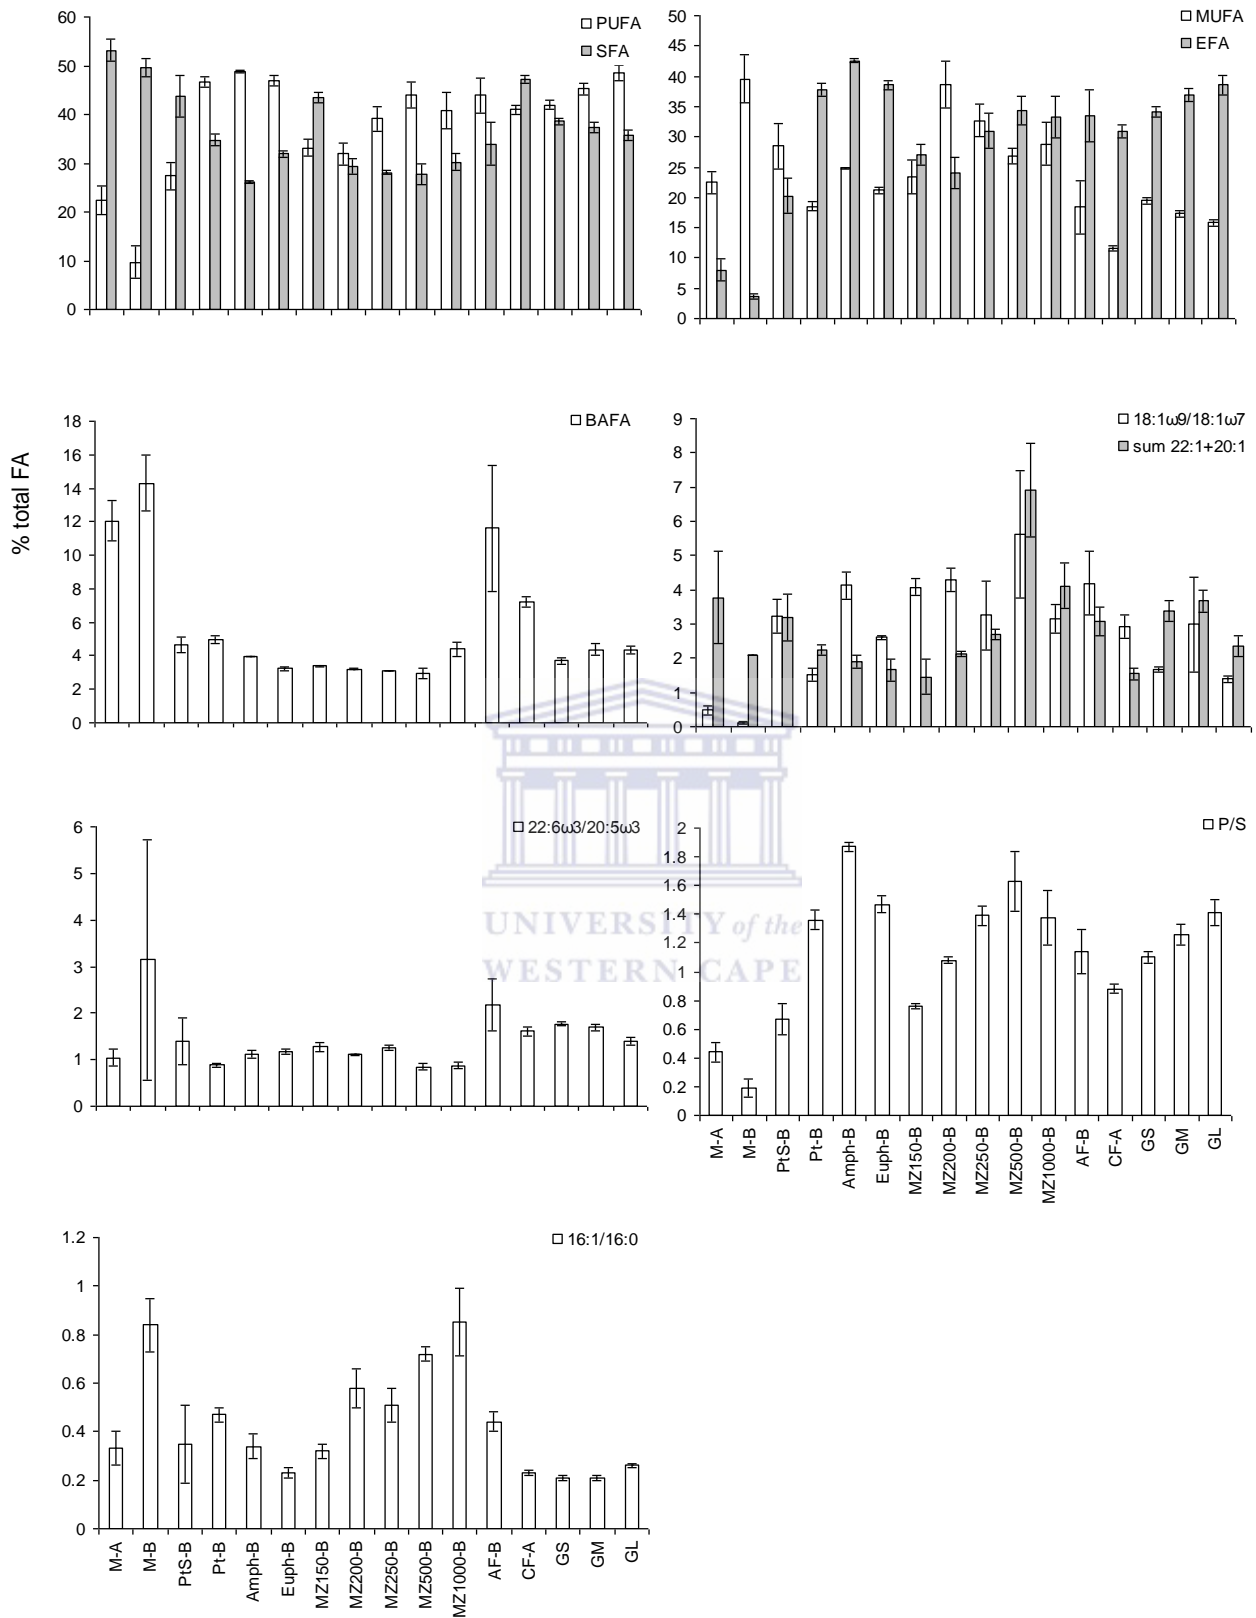 PUFA
SFA
60
50
40
30
20
10
0
MUFA
EFA
50
45
40
35
30
25
20
15
10
5
0
% total FA
BAFA
18
16
14
12
10
8
6
4
2
0
18:1ω9/18:1ω7
sum 22:1+20:1
9
8
7
6
5
4
3
2
1
0
22:6ω3/20:5ω3
6
5
4
3
2
1
0
P/S
2
1.8
1.6
1.4
1.2
1
0.8
0.6
0.4
0.2
0
M-A
M-B
PtS-B
Pt-B
Amph-B
Euph-B
MZ150-B
MZ200-B
MZ250-B
MZ500-B
MZ1000-B
AF-B
CF-A
GS
GM
GL
UNIVERSITY of the
WESTERN CAPE
16:1/16:0
1.2
1
0.8
0.6
0.4
0.2
0
M-A
M-B
PtS-B
Pt-B
Amph-B
Euph-B
MZ150-B
MZ200-B
MZ250-B
MZ500-B
MZ1000-B
AF-B
CF-A
GS
GM
GL